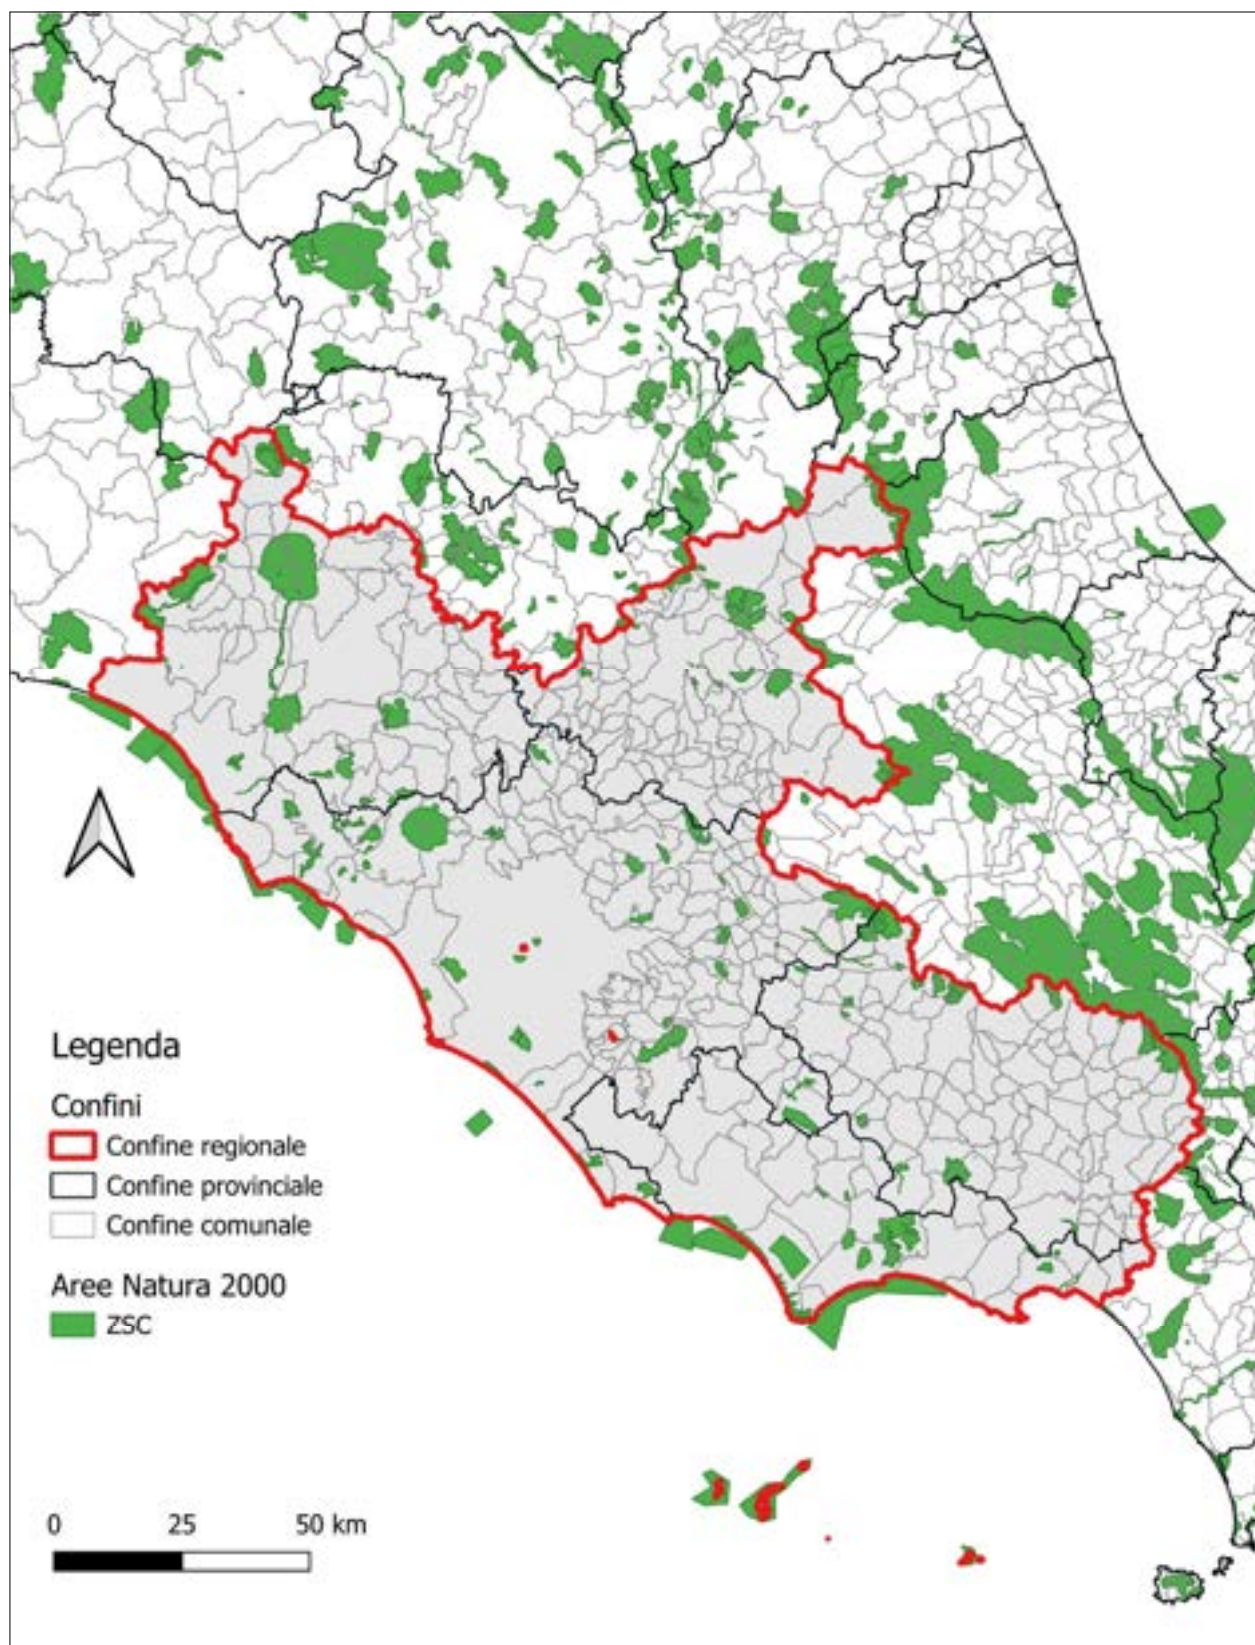 Legenda
Confini
Confine regionale
Confine provinciale
Confine comunale
Aree Natura 2000
ZSC
0 25 50 km